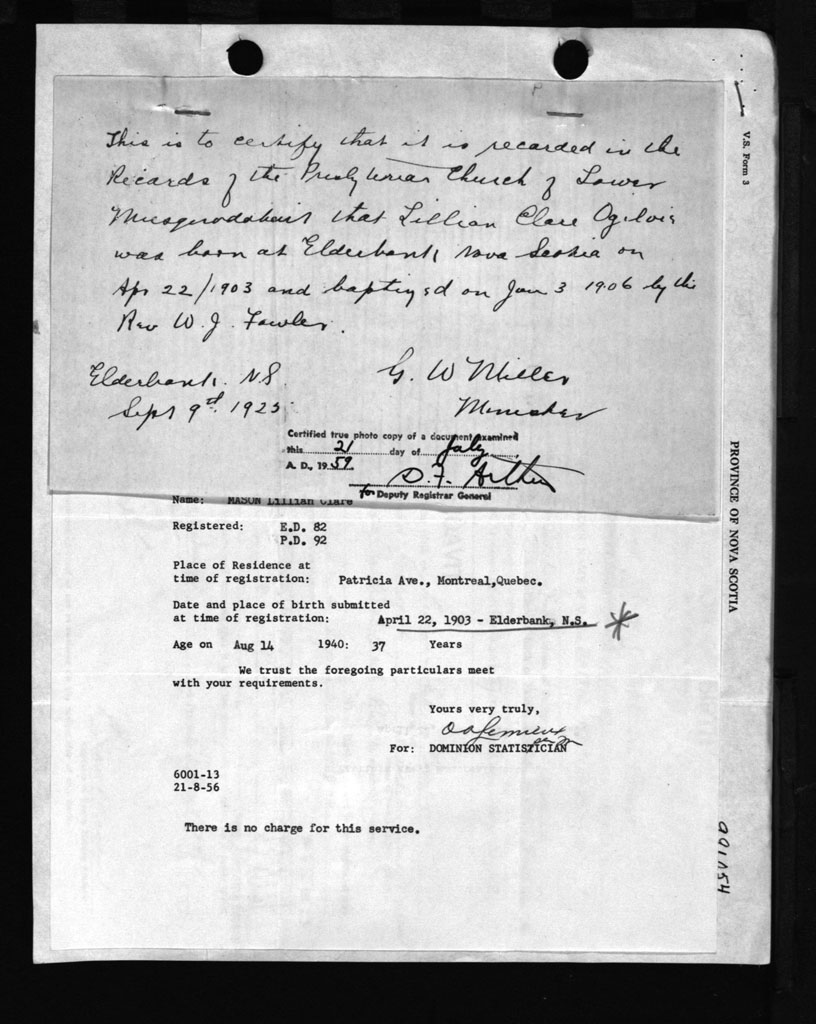 This is to certify that it is recorded in the
Records of the Presbyterian Church of Lower
Musquodoboit that Lillian Clare Ogilvie
was born at Elderbank Nova Scotia on
Apr 22/1903 and baptized on Jan 3 1906 by the
Rev W. J. Fowler.
Elderbank. N.S.
Sept 9th. 1925
G. W Miller
Minister
Certified true photo copy of a document examined
this 21 day of July
A. D., 19 59.
for Deputy Registrar General
Name: MASON Lillian Clare
Registered: E.D. 82
P.D. 92
Place of Residence at
time of registration: Patricia Ave., Montreal,Quebec.
Date and place of birth submitted
at time of registration: April 22, 1903 - Elderbank, N.S. *
Age on Aug 14 1940: 37 Years
We trust the foregoing particulars meet
with your requirements.
Yours very truly,
For: DOMINION STATISTICIAN
6001-13
21-8-56
There is no charge for this service.
V.S. Form 3
PROVINCE OF NOVA SCOTIA